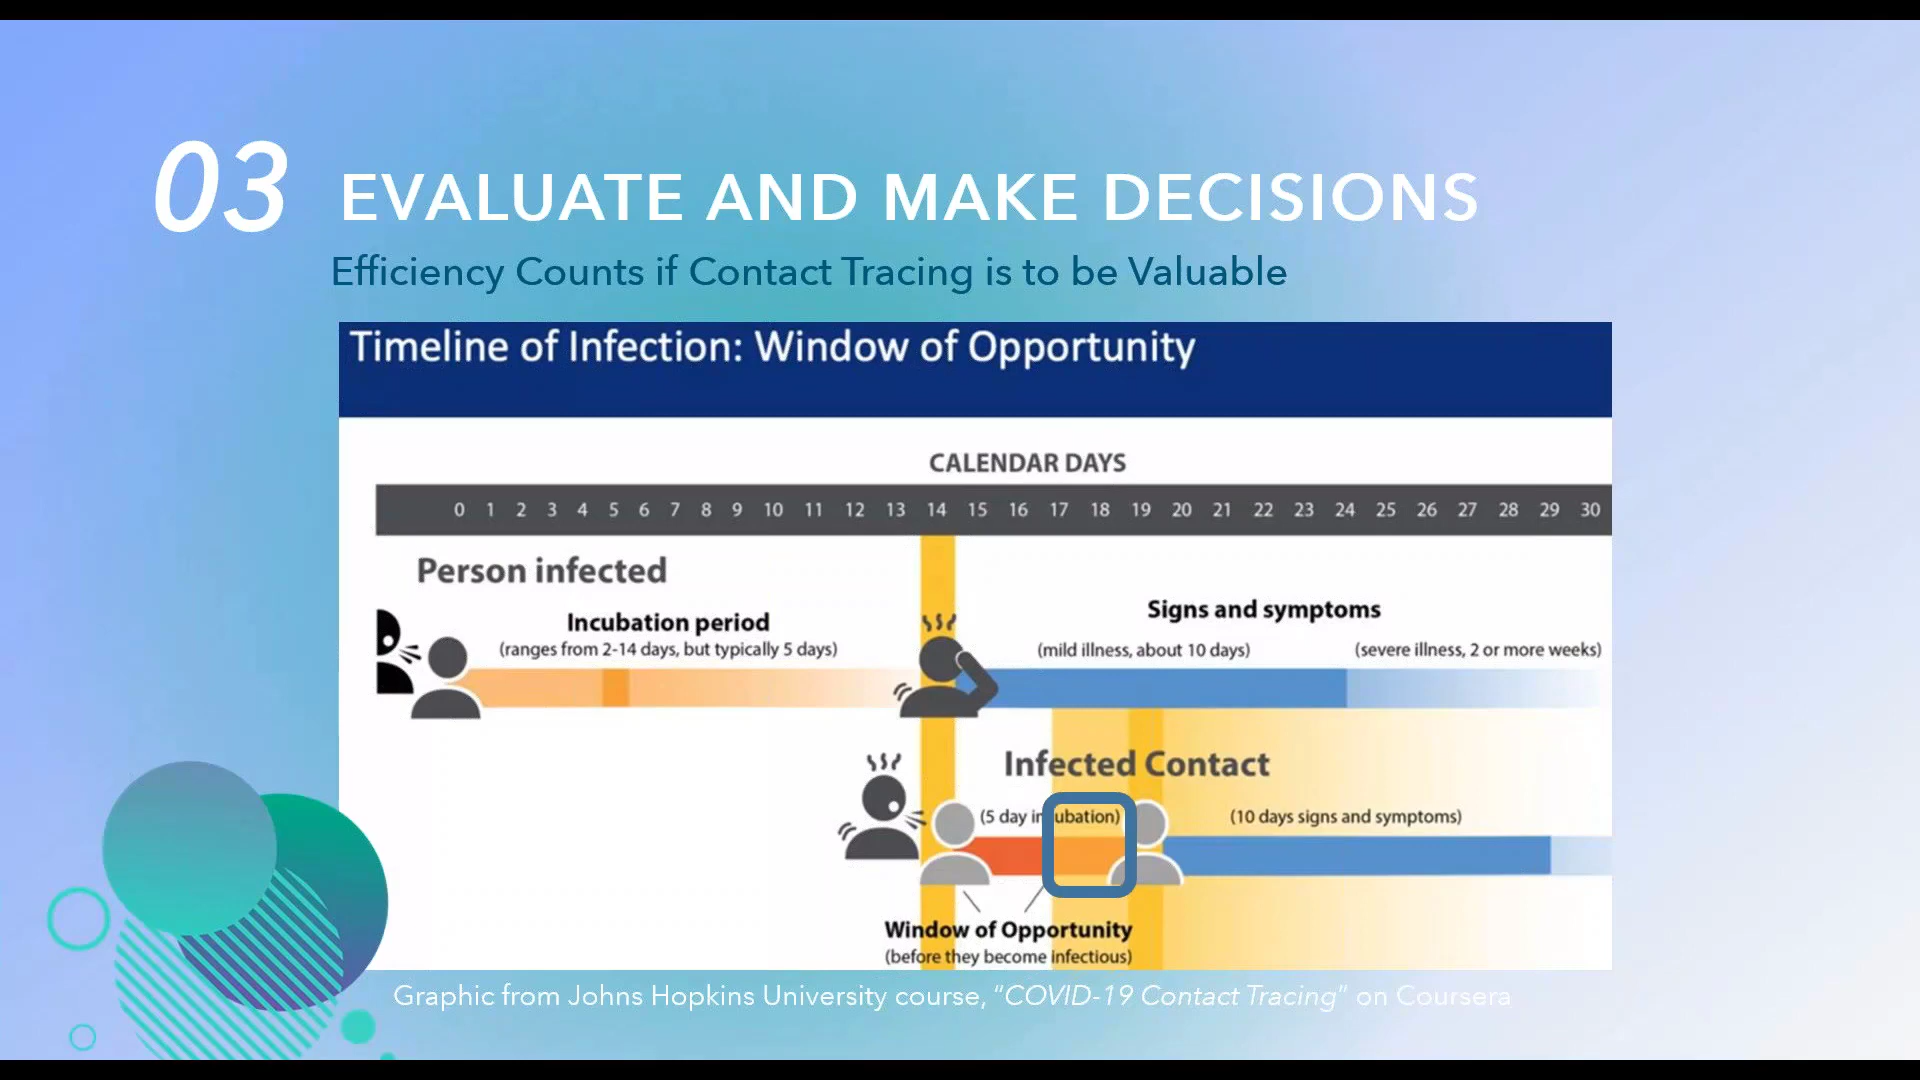 03 EVALUATE AND MAKE DECISIONS
Efficiency Counts if Contact Tracing is to be Valuable
Timeline of Infection: Window of Opportunity
CALENDAR DAYS
0 1 2 3 4 5 6 7 8 9 10 11 12 13 14 15 16 17 18 19 20 21 22 23 24 25 26 27 28 29 30
Person infected
Incubation period
(ranges from 2-14 days, but typically 5 days)
Signs and symptoms
(mild illness, about 10 days)
(severe illness, 2 or more weeks)
Infected Contact
(5 day incubation)
(10 days signs and symptoms)
Window of Opportunity
(before they become infectious)
Graphic from Johns Hopkins University course, "COVID-19 Contact Tracing" on Coursera